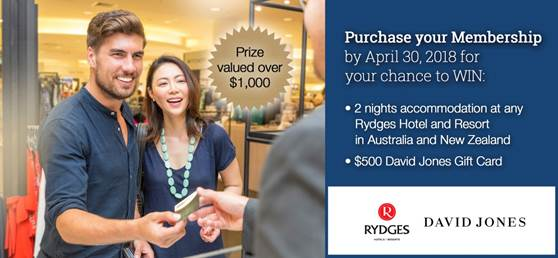 Prize
valued over
$1,000
Purchase your Membership
by April 30, 2018 for
your chance to WIN:
• 2 nights accommodation at any
Rydges Hotel and Resort
in Australia and New Zealand
• $500 David Jones Gift Card
R
RYDGES
HOTELS | RESORTS
DAVID JONES